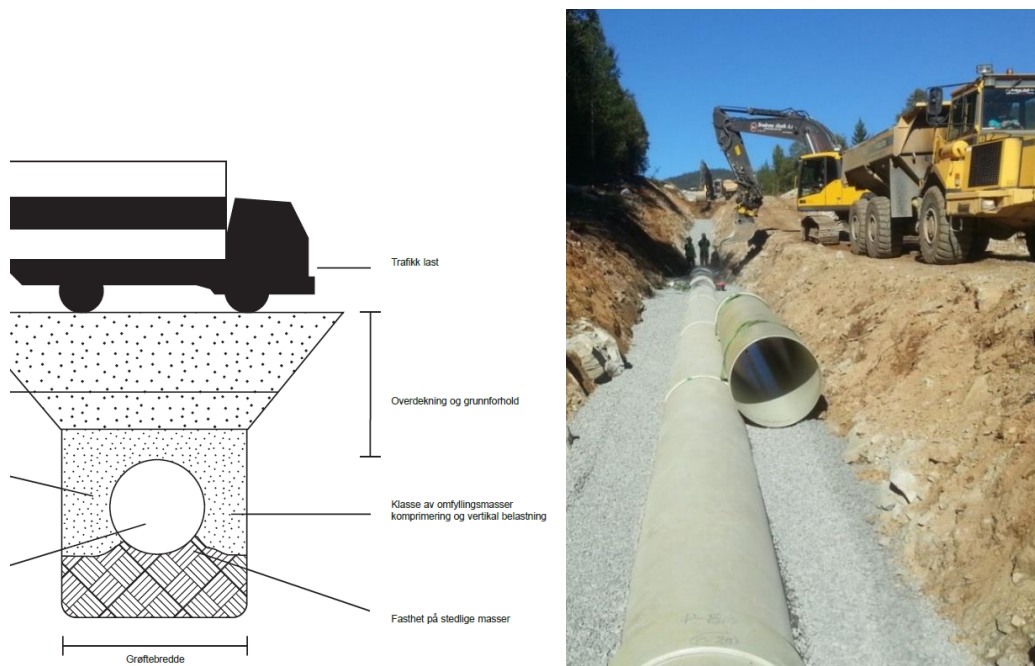 Trafikk last
Overdekning og grunnforhold
Klasse av omfyllingsmasser
komprimering og vertikal belastning
Fasthet på stedlige masser
Grøftebredde